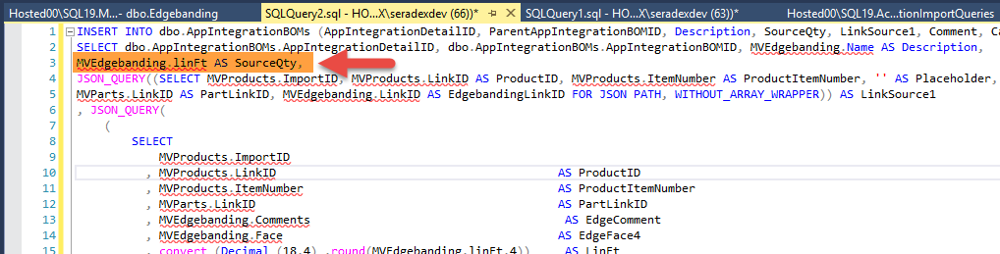 Hosted00\SQL19.M...- dbo.Edgebanding
SQLQuery2.sql - HO...X\seradexdev (66))*
SQLQuery1.sql - HO...X\seradexdev (63))*
Hosted00\SQL19.Ac...tionImportQueries
1 INSERT INTO dbo.AppIntegrationBOMs (AppIntegrationDetailID, ParentAppIntegrationBOMID, Description, SourceQty, LinkSource1, Comment, Ca
2 SELECT dbo.AppIntegrationBOMs.AppIntegrationDetailID, dbo.AppIntegrationBOMs.AppIntegrationBOMID, MVEdgebanding.Name AS Description,
3 MVEdgebanding.linFt AS SourceQty,
4 JSON_QUERY((SELECT MVProducts.ImportID, MVProducts.LinkID AS ProductID, MVProducts.ItemNumber AS ProductItemNumber, '' AS Placeholder,
5 MVParts.LinkID AS PartLinkID, MVEdgebanding.LinkID AS EdgebandingLinkID FOR JSON PATH, WITHOUT_ARRAY_WRAPPER)) AS LinkSource1
6 , JSON_QUERY(
7 (
8 SELECT
9 MVProducts.ImportID
10 , MVProducts.LinkID AS ProductID
11 , MVProducts.ItemNumber AS ProductItemNumber
12 , MVParts.LinkID AS PartLinkID
13 , MVEdgebanding.Comments AS EdgeComment
14 , MVEdgebanding.Face AS EdgeFace4
15 , convert (Decimal (18,4) ,round(MVEdgebanding.linFt,4)) AS LinFt